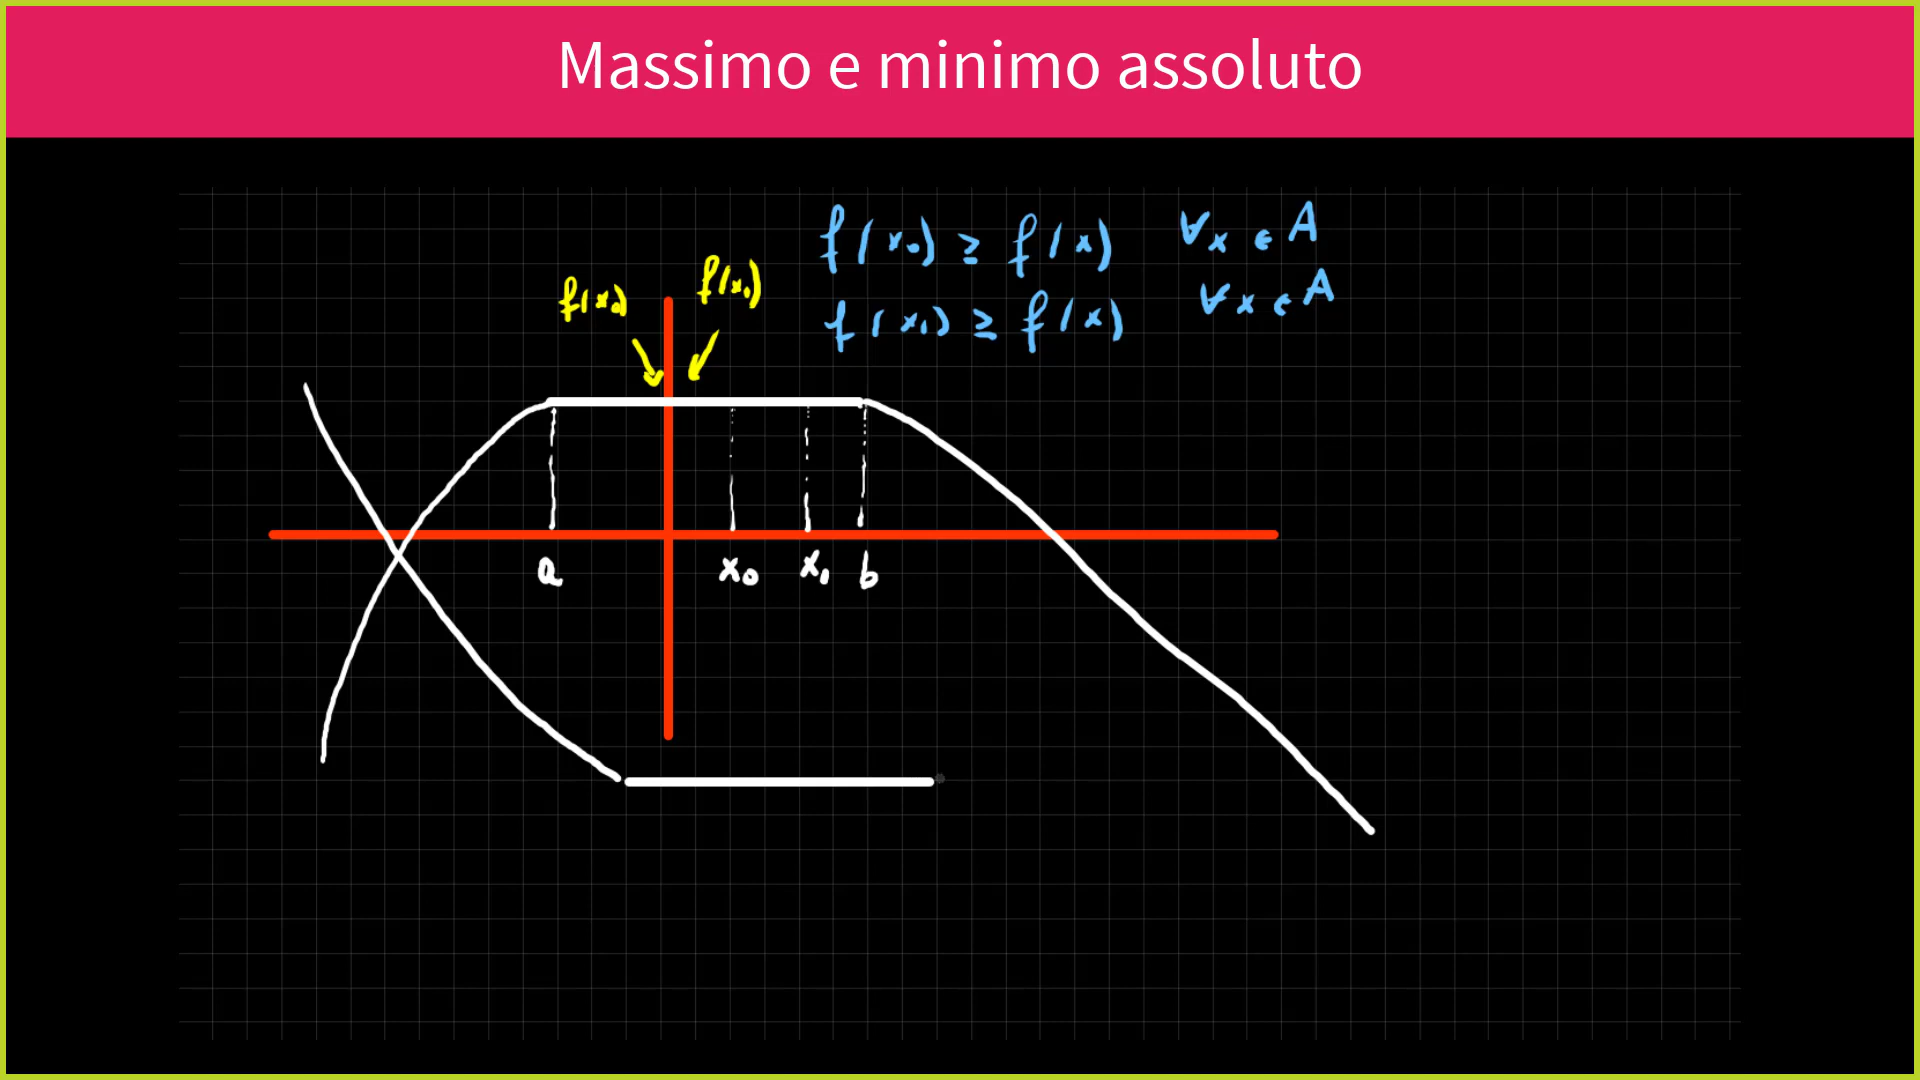 Massimo e minimo assoluto
f(x₀) ≥ f(x) ∀x ∈ A
f(x₁) ≥ f(x) ∀x ∈ A
f(x₀) f(x₁)
a x₀ x₁ b